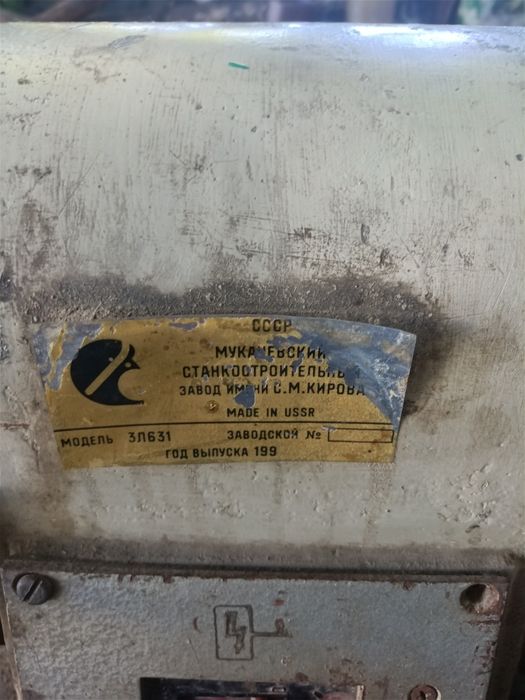 СССР
МУКАЧЕВСКИЙ
СТАНКОСТРОИТЕЛЬНЫЙ
ЗАВОД ИМЕНИ С.М.КИРОВА
MADE IN USSR
МОДЕЛЬ 3Л631 ЗАВОДСКОЙ №
ГОД ВЫПУСКА 199